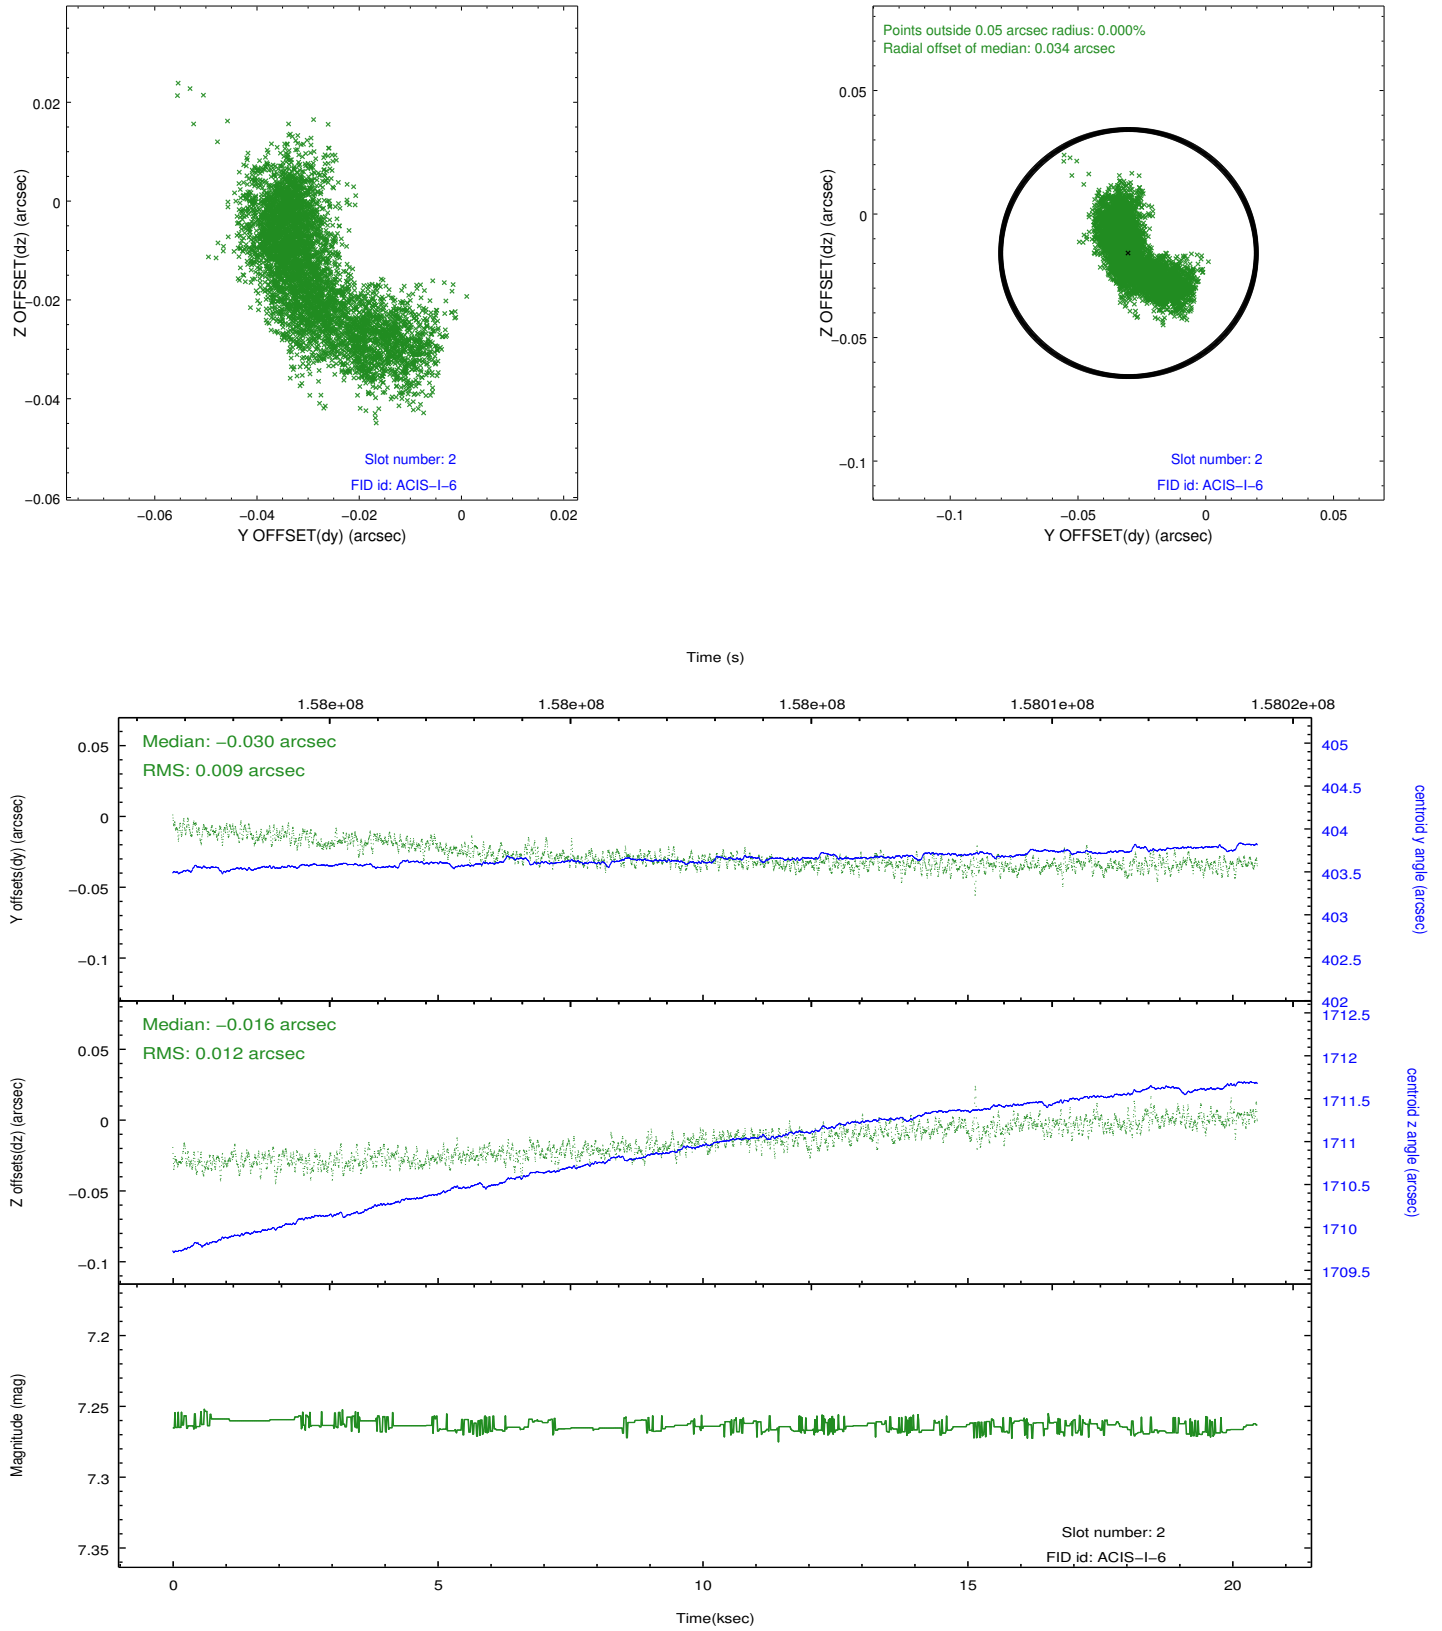 0.02
0
−0.02
−0.04
−0.06
Z OFFSET(dz) (arcsec)
Slot number: 2
FID id: ACIS−I−6
−0.06
−0.04
−0.02
0
0.02
Y OFFSET(dy) (arcsec)
Points outside 0.05 arcsec radius: 0.000%
Radial offset of median: 0.034 arcsec
0.05
0
−0.05
−0.1
Z OFFSET(dz) (arcsec)
Slot number: 2
FID id: ACIS−I−6
−0.1
−0.05
0
0.05
Y OFFSET(dy) (arcsec)
Time (s)
1.58e+08
1.58e+08
1.58e+08
1.5801e+08
1.5802e+08
Median: −0.030 arcsec
RMS: 0.009 arcsec
0.05
0
−0.05
−0.1
Y offsets(dy) (arcsec)
405
404.5
404
403.5
403
402.5
402
centroid y angle (arcsec)
Median: −0.016 arcsec
RMS: 0.012 arcsec
0.05
0
−0.05
−0.1
Z offsets(dz) (arcsec)
1712.5
1712
1711.5
1711
1710.5
1710
1709.5
centroid z angle (arcsec)
7.2
7.25
7.3
7.35
Magnitude (mag)
Slot number: 2
FID id: ACIS−I−6
0
5
10
15
20
Time(ksec)